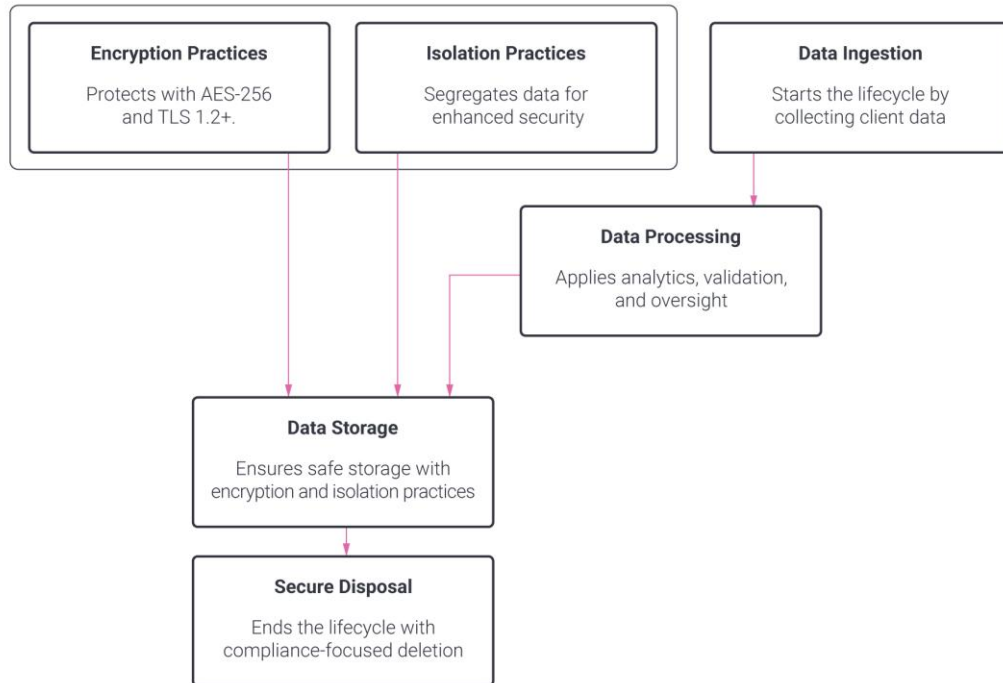 Encryption Practices
Protects with AES-256
and TLS 1.2+.
Isolation Practices
Segregates data for
enhanced security
Data Ingestion
Starts the lifecycle by
collecting client data
Data Processing
Applies analytics, validation,
and oversight
Data Storage
Ensures safe storage with
encryption and isolation practices
Secure Disposal
Ends the lifecycle with
compliance-focused deletion